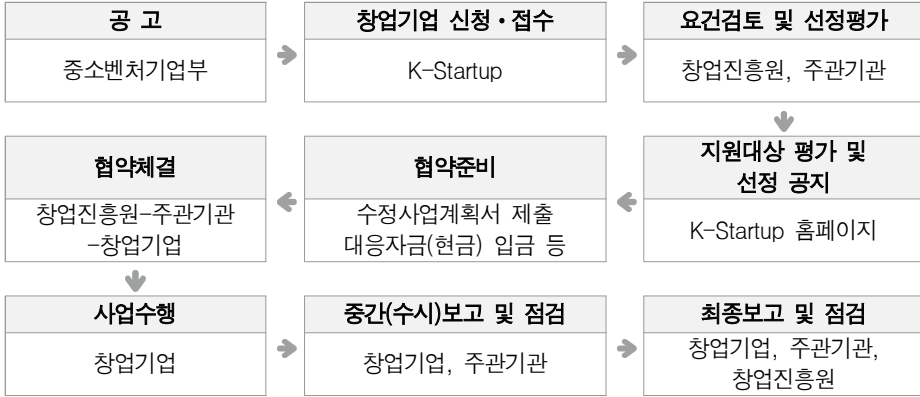 공 고
중소벤처기업부
창업기업 신청・접수
K-Startup
요건검토 및 선정평가
창업진흥원, 주관기관
지원대상 평가 및
선정 공지
K-Startup 홈페이지
협약준비
수정사업계획서 제출
대응자금(현금) 입금 등
협약체결
창업진흥원-주관기관
-창업기업
사업수행
창업기업
중간(수시)보고 및 점검
창업기업, 주관기관
최종보고 및 점검
창업기업, 주관기관,
창업진흥원